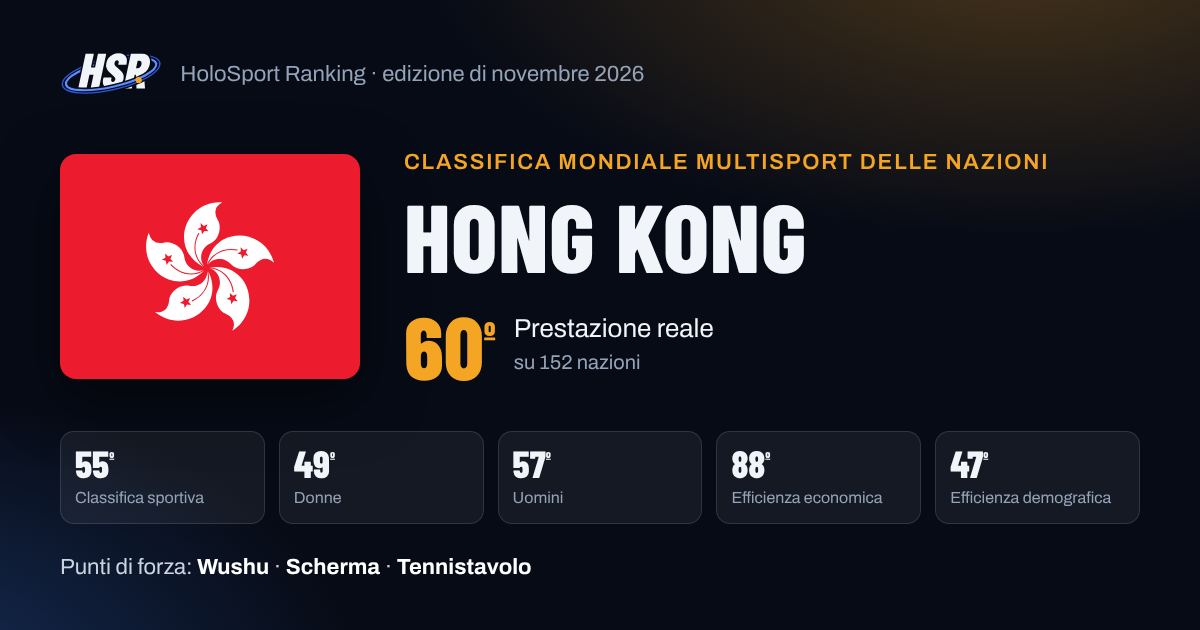 HSR
HoloSport Ranking · edizione di novembre 2026
CLASSIFICA MONDIALE MULTISPORT DELLE NAZIONI
HONG KONG
60º
Prestazione reale
su 152 nazioni
55º
Classifica sportiva
49º
Donne
57º
Uomini
88º
Efficienza economica
47º
Efficienza demografica
Punti di forza: Wushu · Scherma · Tennistavolo